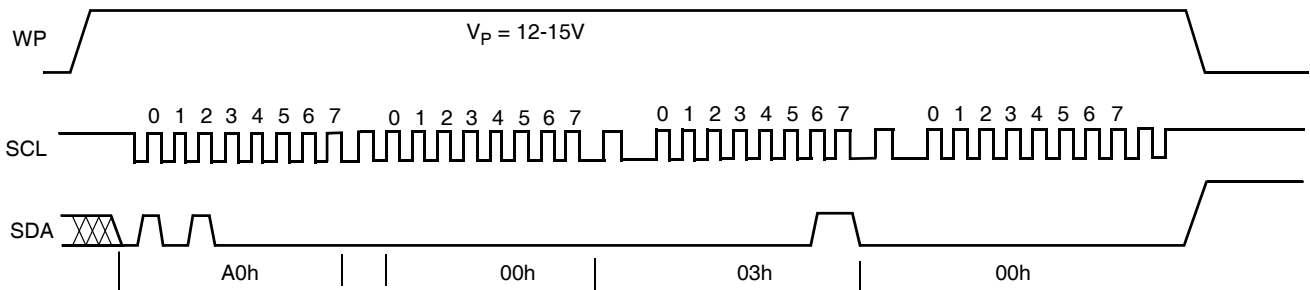 WP
V_P = 12-15V
0 1 2 3 4 5 6 7 0 1 2 3 4 5 6 7 0 1 2 3 4 5 6 7 0 1 2 3 4 5 6 7
SCL
SDA
A0h 00h 03h 00h